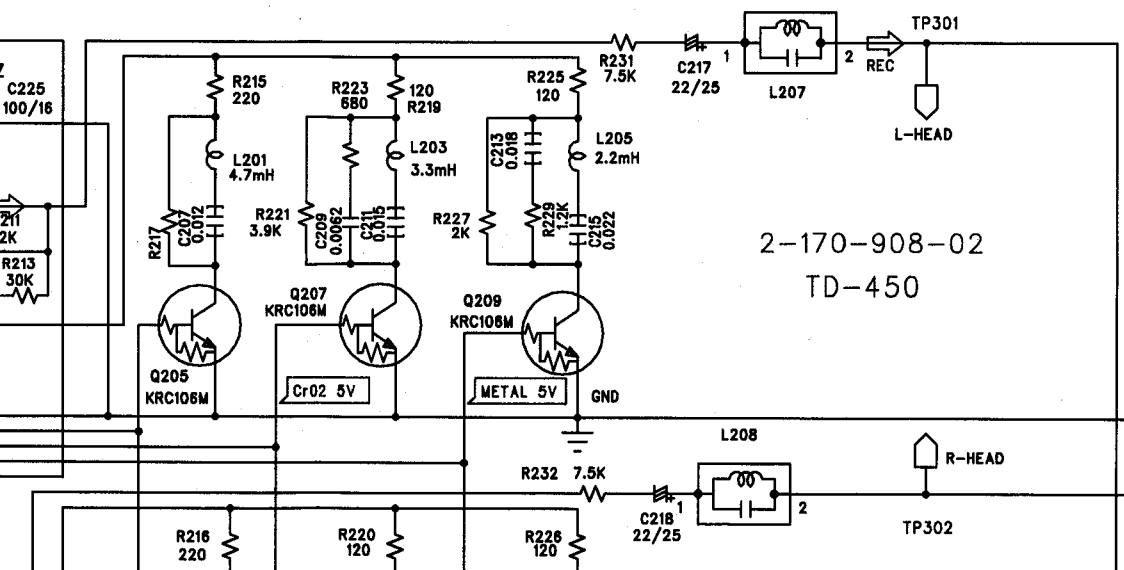 TP301
1
2
REC
R231
7.5K
C217
22/25
L207
L-HEAD
C225
100/16
R215
220
R223
680
120
R219
R225
120
L201
4.7mH
L203
3.3mH
C213
0.018
L205
2.2mH
R217
C207
0.012
R221
3.9K
C209
0.0062
C211
0.015
R227
2K
R229
1.2K
C215
0.022
2K
R213
30K
2-170-908-02
TD-450
Q207
KRC106M
Q209
KRC106M
Q205
KRC106M
CrO2 5V
METAL 5V
GND
L208
R-HEAD
R232 7.5K
C218
22/25
1
2
TP302
R216
220
R220
120
R226
120